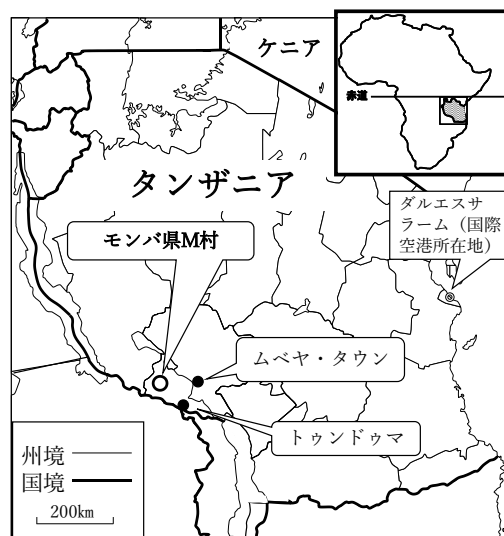 ケニア
赤道
タンザニア
ダルエスサ
ラーム（国際
空港所在地）
モンバ県M村
ムベヤ・タウン
トゥンドゥマ
州境
国境
200km